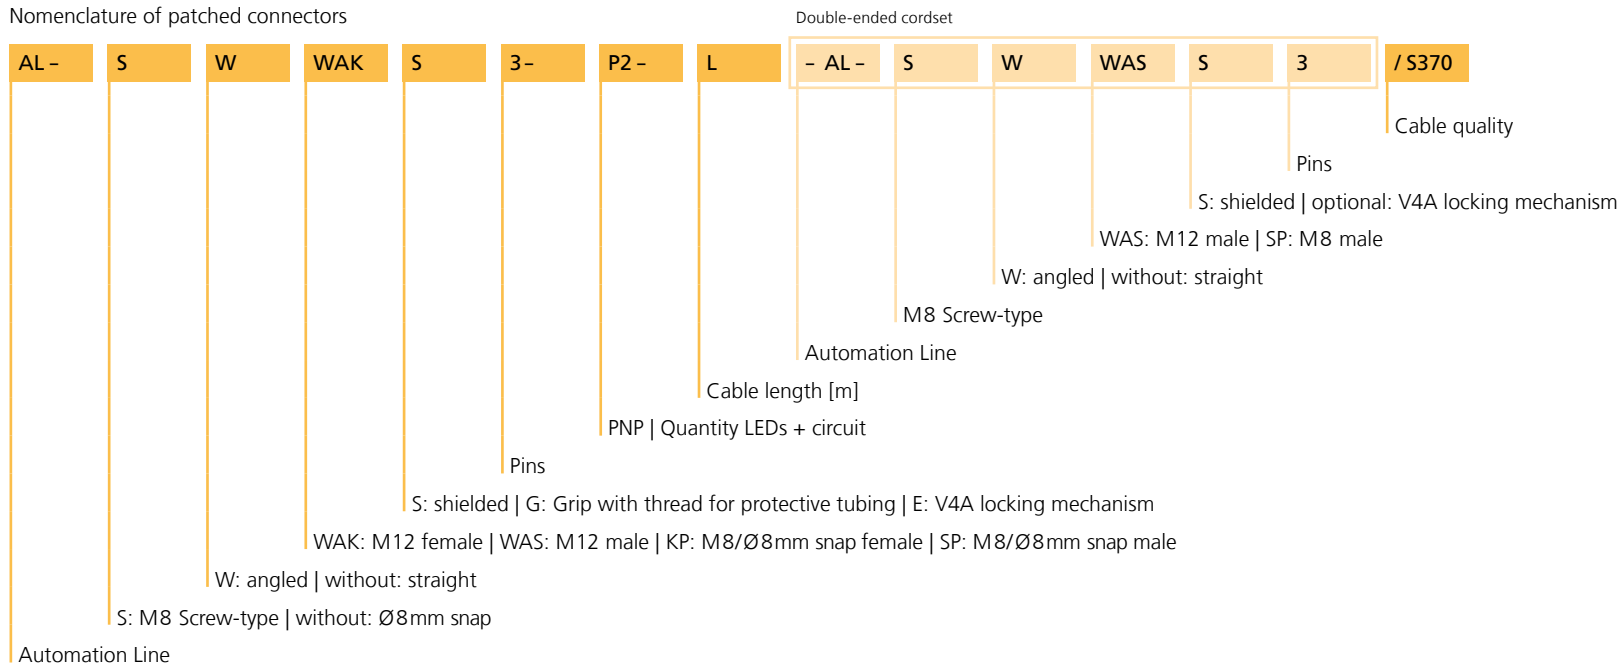 Nomenclature of patched connectors
Double-ended cordset
AL – S W WAK S 3 – P2 – L – AL – S W WAS S 3 / S370
Cable quality
Pins
S: shielded | optional: V4A locking mechanism
WAS: M12 male | SP: M8 male
W: angled | without: straight
M8 Screw-type
Automation Line
Cable length [m]
PNP | Quantity LEDs + circuit
Pins
S: shielded | G: Grip with thread for protective tubing | E: V4A locking mechanism
WAK: M12 female | WAS: M12 male | KP: M8/Ø8mm snap female | SP: M8/Ø8mm snap male
W: angled | without: straight
S: M8 Screw-type | without: Ø8mm snap
Automation Line